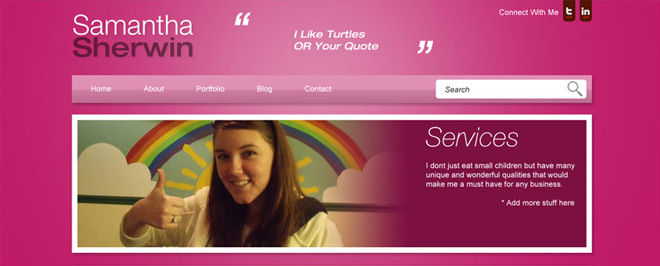 Samantha
Sherwin
“
I Like Turtles
OR Your Quote
”
Connect With Me
t
in
Home
About
Portfolio
Blog
Contact
Search
Services
I dont just eat small children but have many
unique and wonderful qualities that would
make me a must have for any business.
* Add more stuff here